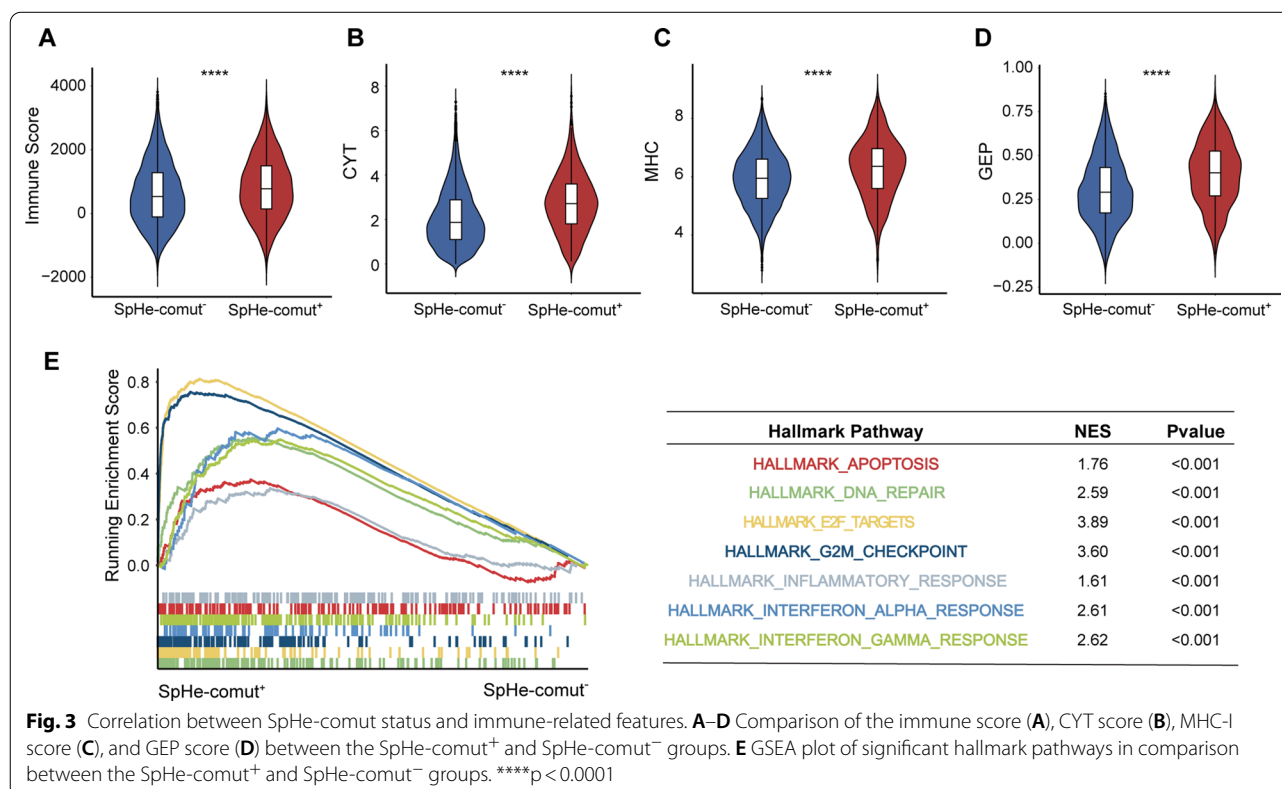 A
B
C
D
****
****
****
****
Immune Score
4000
2000
0
−2000
SpHe-comut⁻
SpHe-comut⁺
CYT
8
6
4
2
0
SpHe-comut⁻
SpHe-comut⁺
MHC
8
6
4
SpHe-comut⁻
SpHe-comut⁺
GEP
1.00
0.75
0.50
0.25
0.00
−0.25
SpHe-comut⁻
SpHe-comut⁺
E
Running Enrichment Score
0.8
0.6
0.4
0.2
0.0
SpHe-comut⁺
SpHe-comut⁻
Hallmark Pathway NES Pvalue
HALLMARK_APOPTOSIS 1.76 <0.001
HALLMARK_DNA_REPAIR 2.59 <0.001
HALLMARK_E2F_TARGETS 3.89 <0.001
HALLMARK_G2M_CHECKPOINT 3.60 <0.001
HALLMARK_INFLAMMATORY_RESPONSE 1.61 <0.001
HALLMARK_INTERFERON_ALPHA_RESPONSE 2.61 <0.001
HALLMARK_INTERFERON_GAMMA_RESPONSE 2.62 <0.001
Fig. 3 Correlation between SpHe-comut status and immune-related features. A–D Comparison of the immune score (A), CYT score (B), MHC-I
score (C), and GEP score (D) between the SpHe-comut⁺ and SpHe-comut⁻ groups. E GSEA plot of significant hallmark pathways in comparison
between the SpHe-comut⁺ and SpHe-comut⁻ groups. ****p < 0.0001